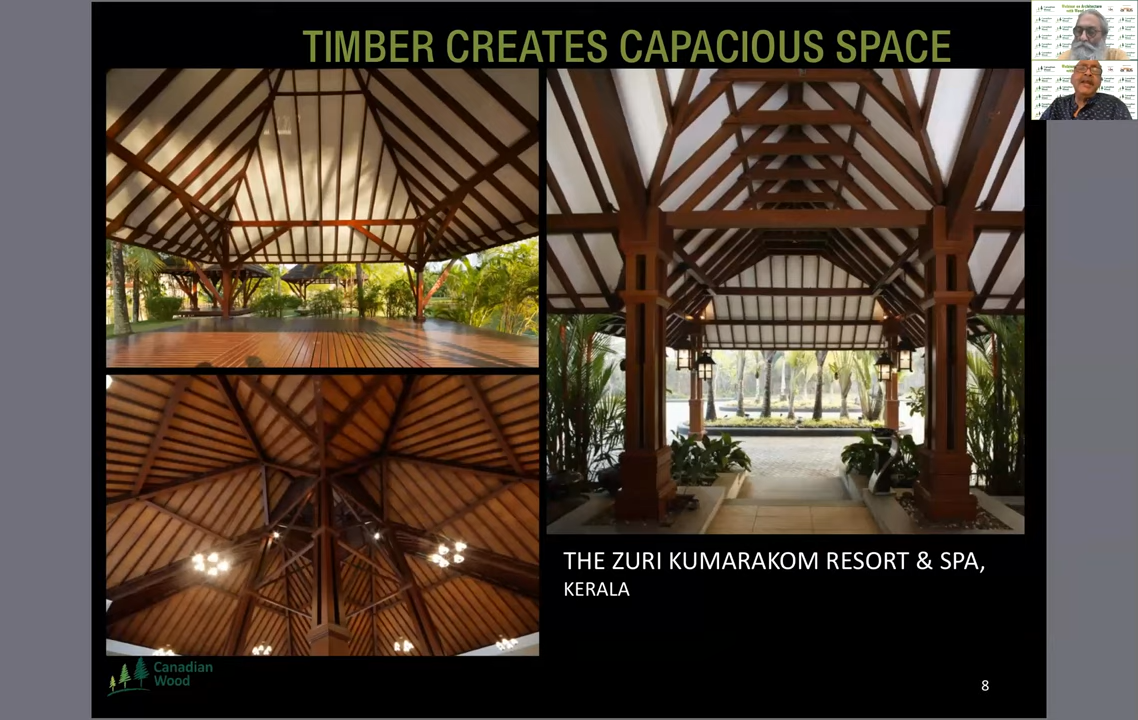 TIMBER CREATES CAPACIOUS SPACE
THE ZURI KUMARAKOM RESORT & SPA,
KERALA
Canadian
Wood
8